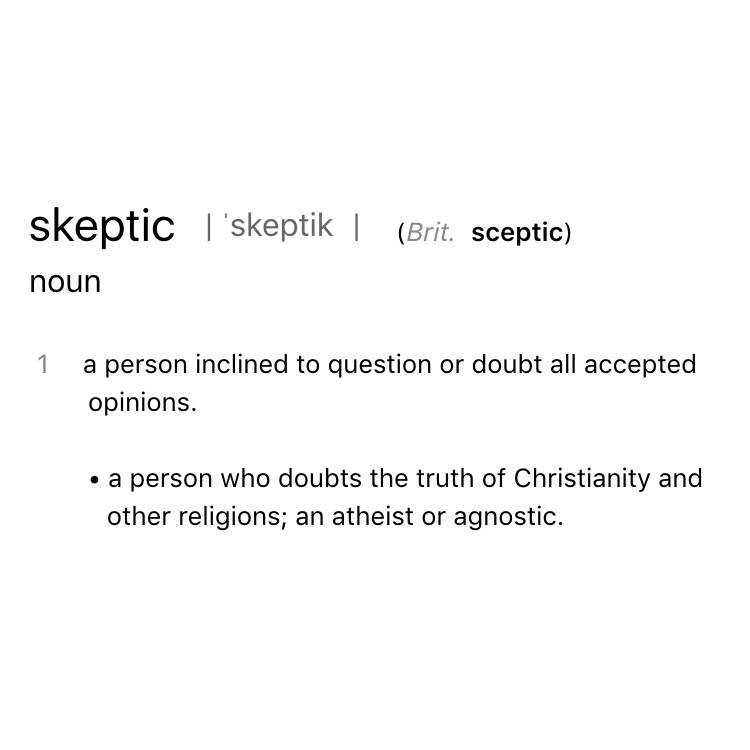 skeptic | ˈskeptik | (Brit. sceptic)
noun
1 a person inclined to question or doubt all accepted
opinions.
• a person who doubts the truth of Christianity and
other religions; an atheist or agnostic.